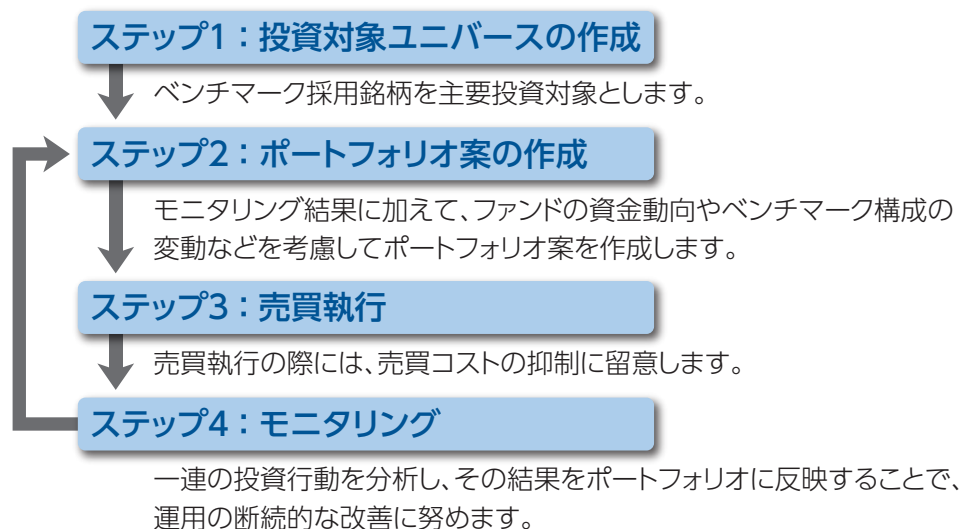 ステップ1：投資対象ユニバースの作成
ベンチマーク採用銘柄を主要投資対象とします。
ステップ2：ポートフォリオ案の作成
モニタリング結果に加えて、ファンドの資金動向やベンチマーク構成の
変動などを考慮してポートフォリオ案を作成します。
ステップ3：売買執行
売買執行の際には、売買コストの抑制に留意します。
ステップ4：モニタリング
一連の投資行動を分析し、その結果をポートフォリオに反映することで、
運用の断続的な改善に努めます。